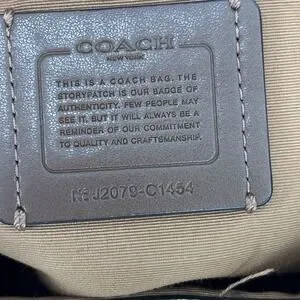 COACH
NEW YORK
THIS IS A COACH BAG. THE
STORYPATCH IS OUR BADGE OF
AUTHENTICITY. FEW PEOPLE MAY
SEE IT. BUT IT WILL ALWAYS BE A
REMINDER OF OUR COMMITMENT
TO QUALITY AND CRAFTSMANSHIP.
J2079-C1454